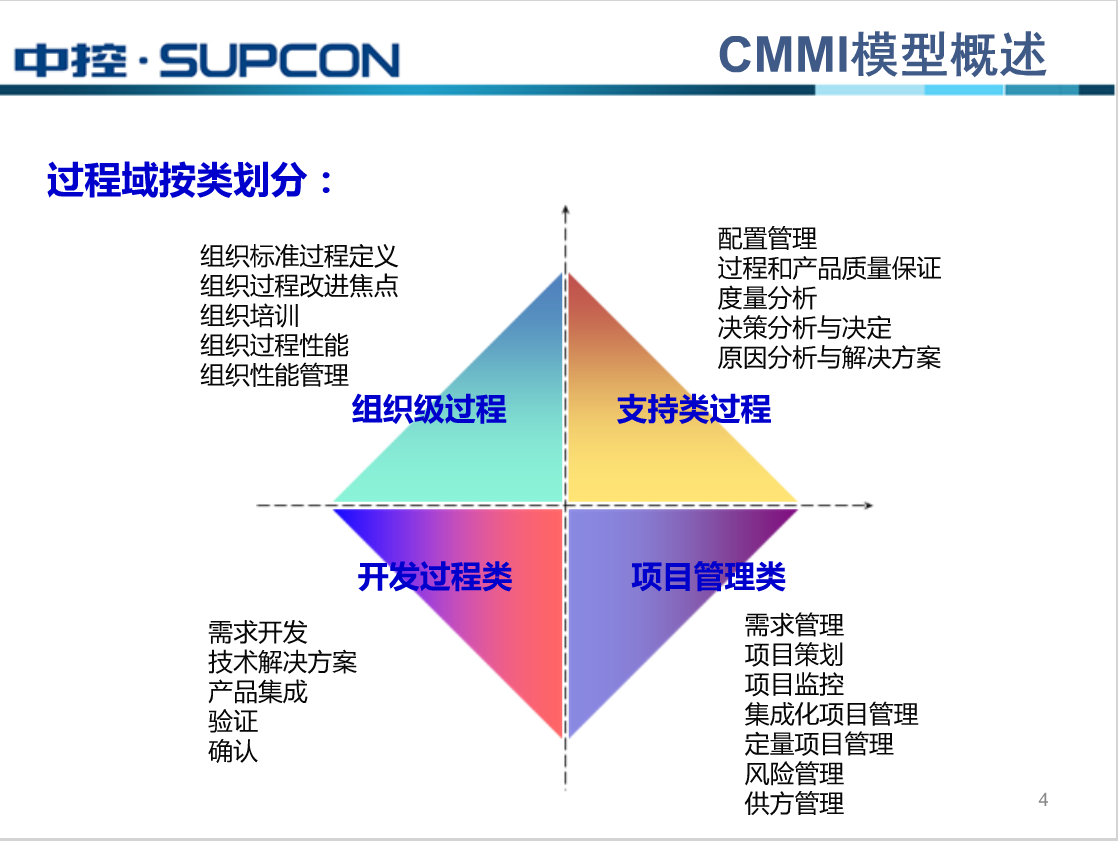 中控·SUPCON
CMMI模型概述
过程域按类划分：
组织标准过程定义
组织过程改进焦点
组织培训
组织过程性能
组织性能管理
组织级过程
配置管理
过程和产品质量保证
度量分析
决策分析与决定
原因分析与解决方案
支持类过程
开发过程类
需求开发
技术解决方案
产品集成
验证
确认
项目管理类
需求管理
项目策划
项目监控
集成化项目管理
定量项目管理
风险管理
供方管理
4